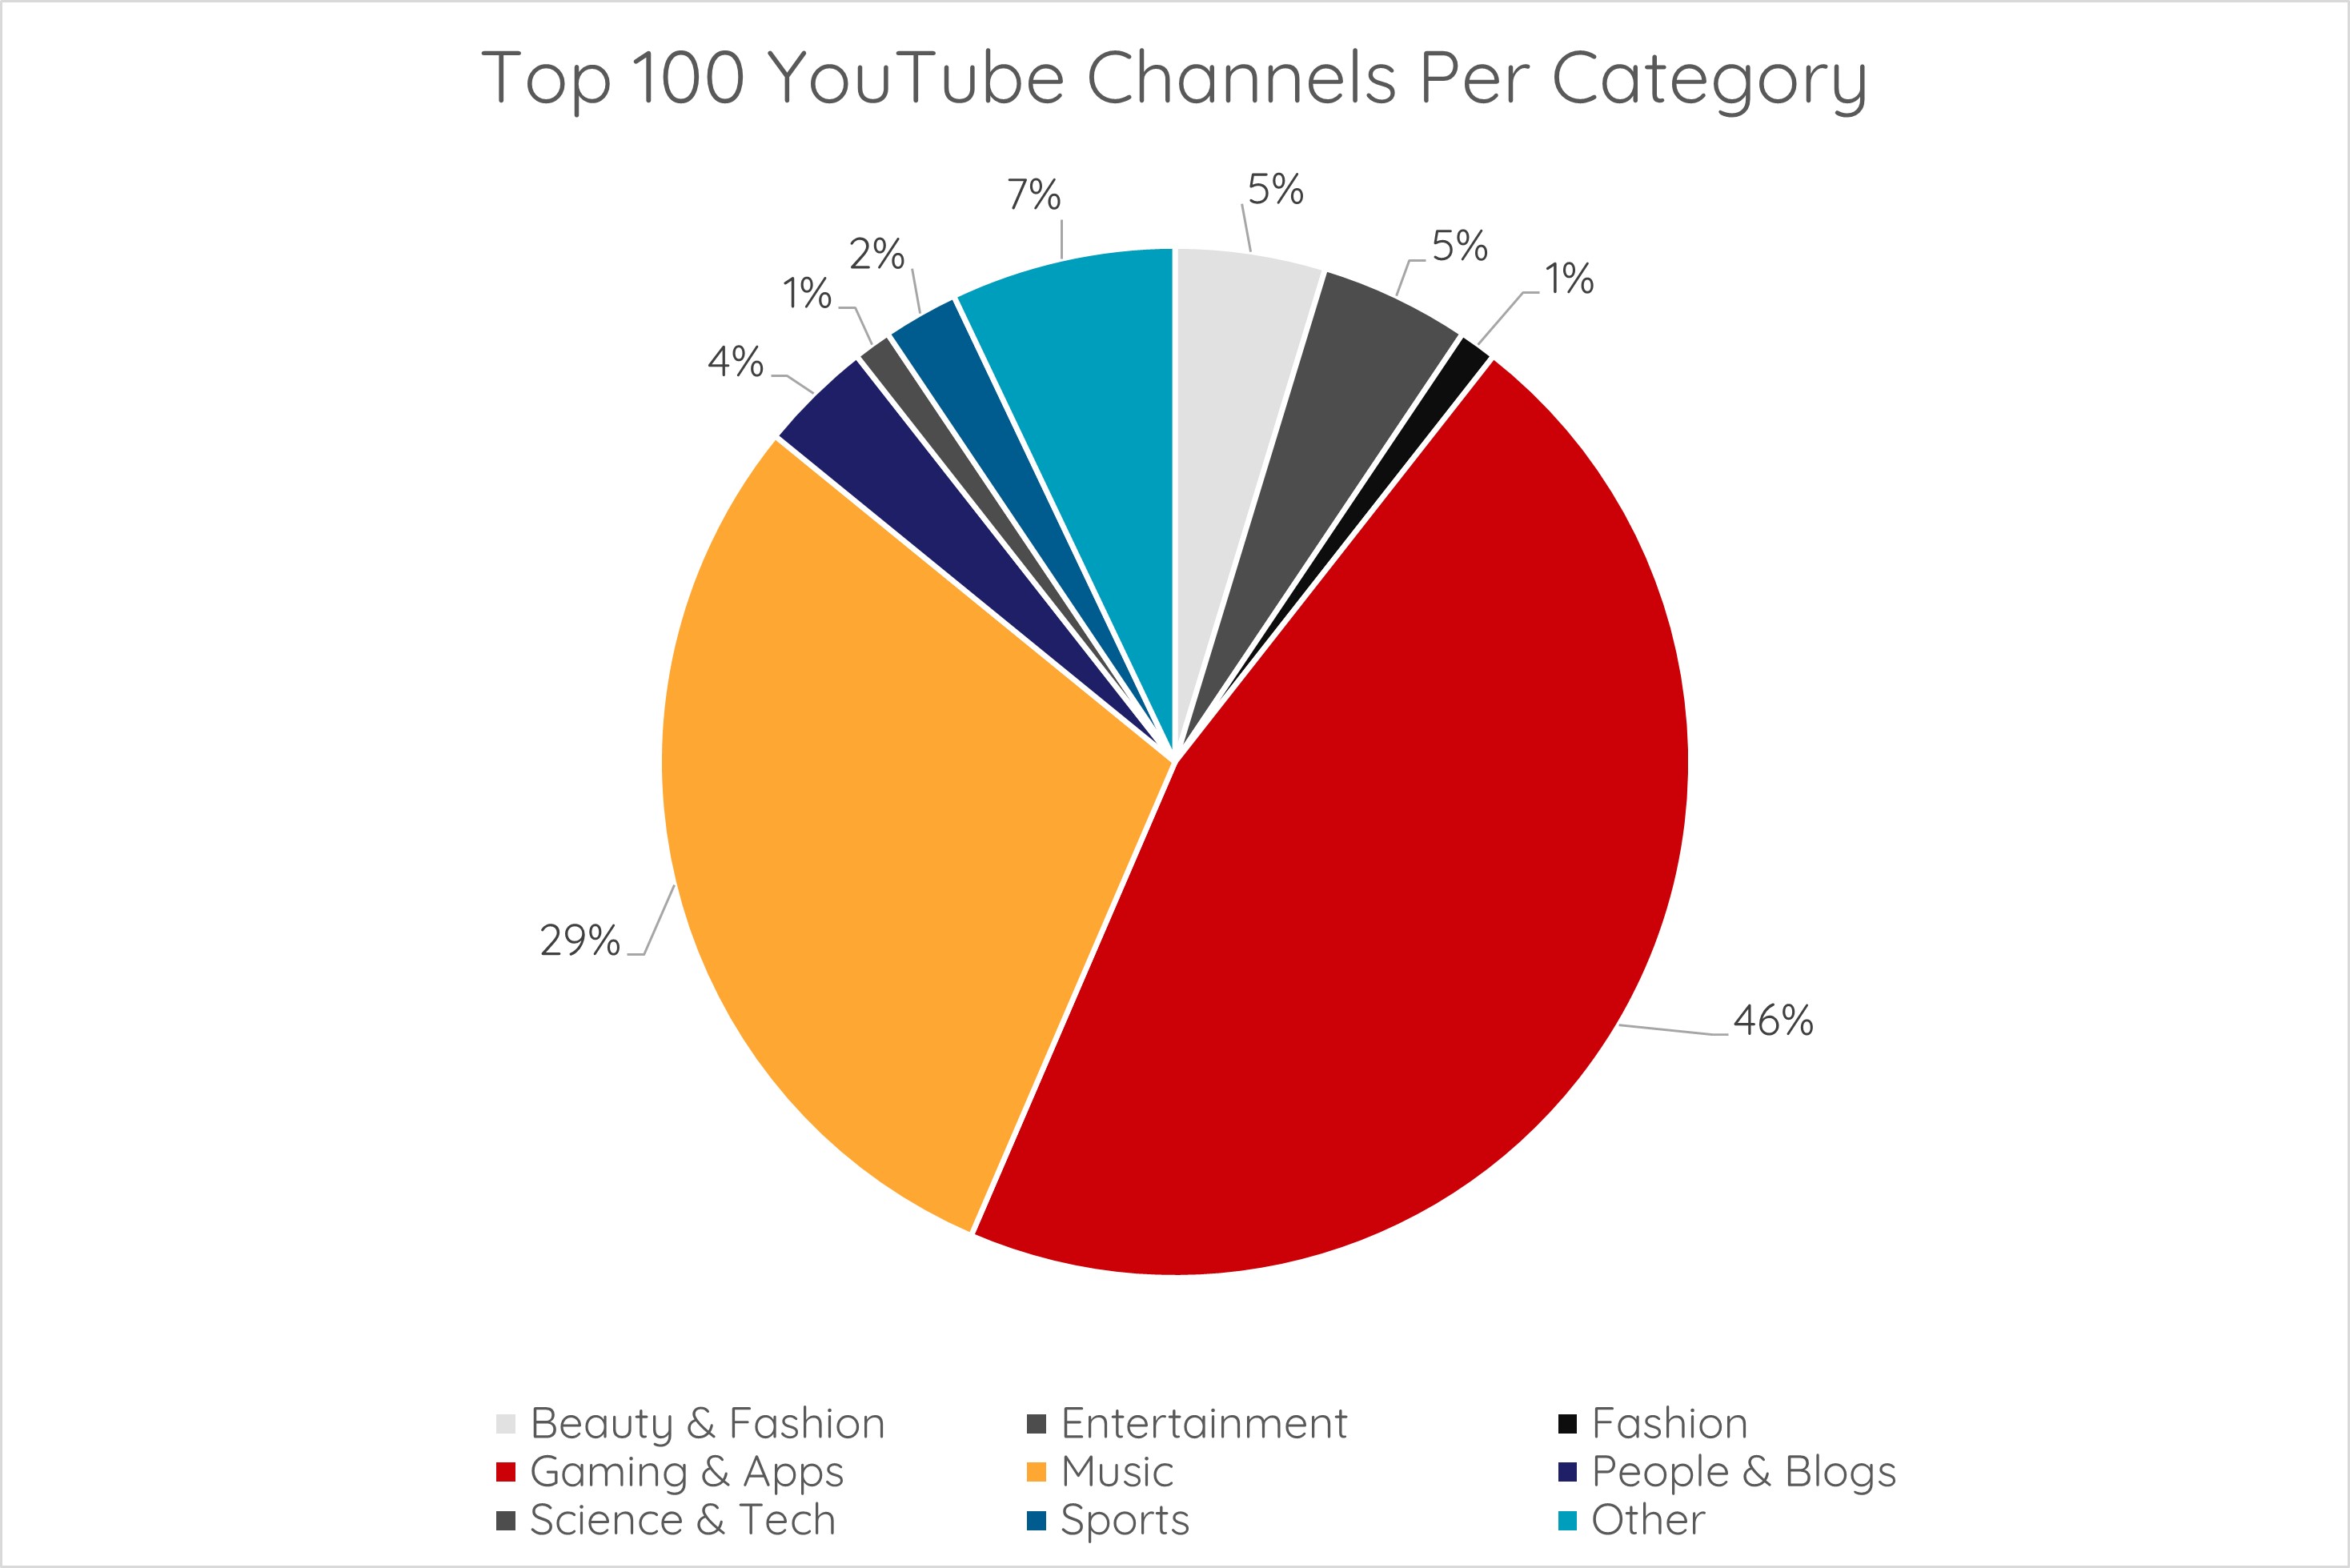 Top 100 YouTube Channels Per Category
7%
5%
2%
5%
1%
1%
4%
29%
46%
Beauty & Fashion
Entertainment
Fashion
Gaming & Apps
Music
People & Blogs
Science & Tech
Sports
Other